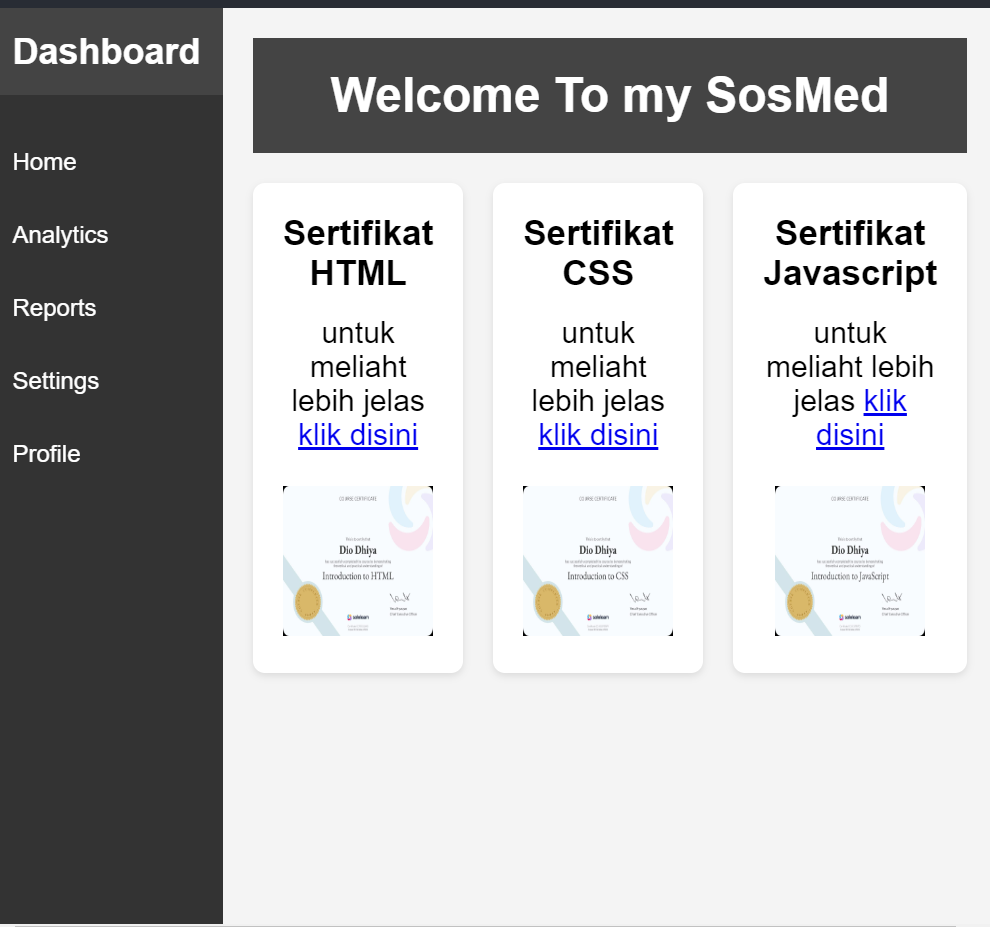 Dashboard
Home
Analytics
Reports
Settings
Profile
Welcome To my SosMed
Sertifikat
HTML
untuk
meliaht
lebih jelas
klik disini
COURSE CERTIFICATE
Dio Dhiya
Introduction to HTML
Sertifikat
CSS
untuk
meliaht
lebih jelas
klik disini
COURSE CERTIFICATE
Dio Dhiya
Introduction to CSS
Sertifikat
Javascript
untuk
meliaht lebih
jelas klik
disini
COURSE CERTIFICATE
Dio Dhiya
Introduction to JavaScript